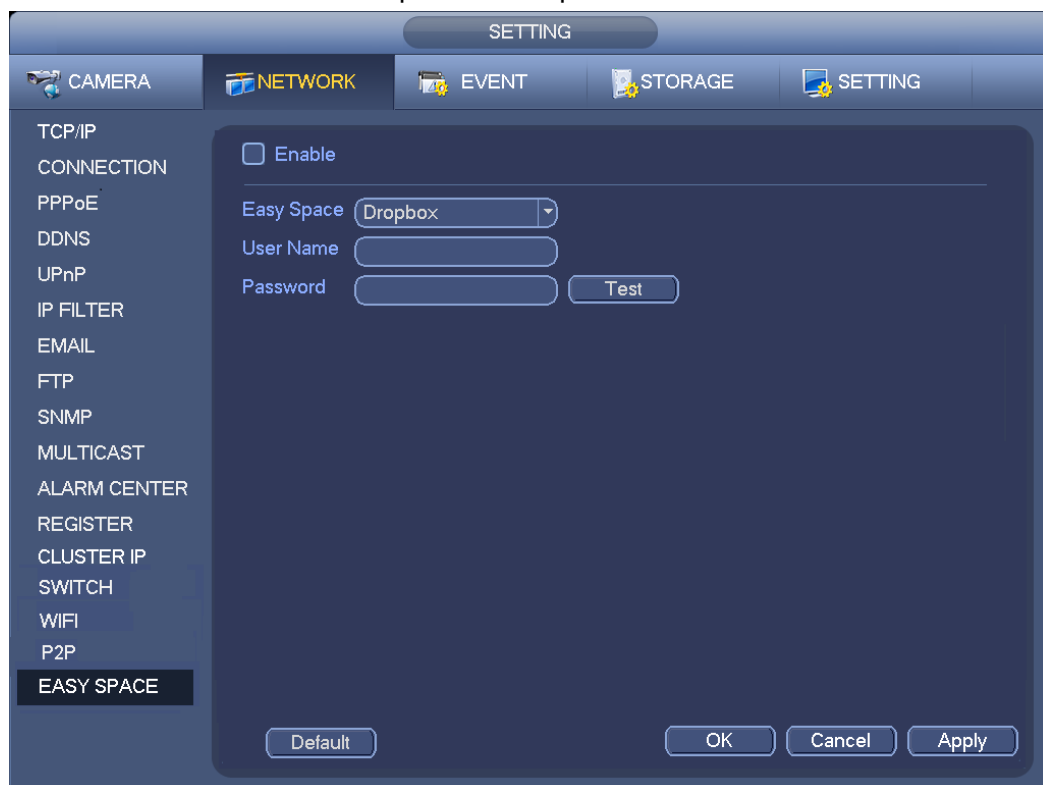 SETTING
CAMERA NETWORK EVENT STORAGE SETTING
TCP/IP
CONNECTION
PPPoE
DDNS
UPnP
IP FILTER
EMAIL
FTP
SNMP
MULTICAST
ALARM CENTER
REGISTER
CLUSTER IP
SWITCH
WIFI
P2P
EASY SPACE
Enable
Easy Space Dropbox
User Name
Password Test
Default OK Cancel Apply